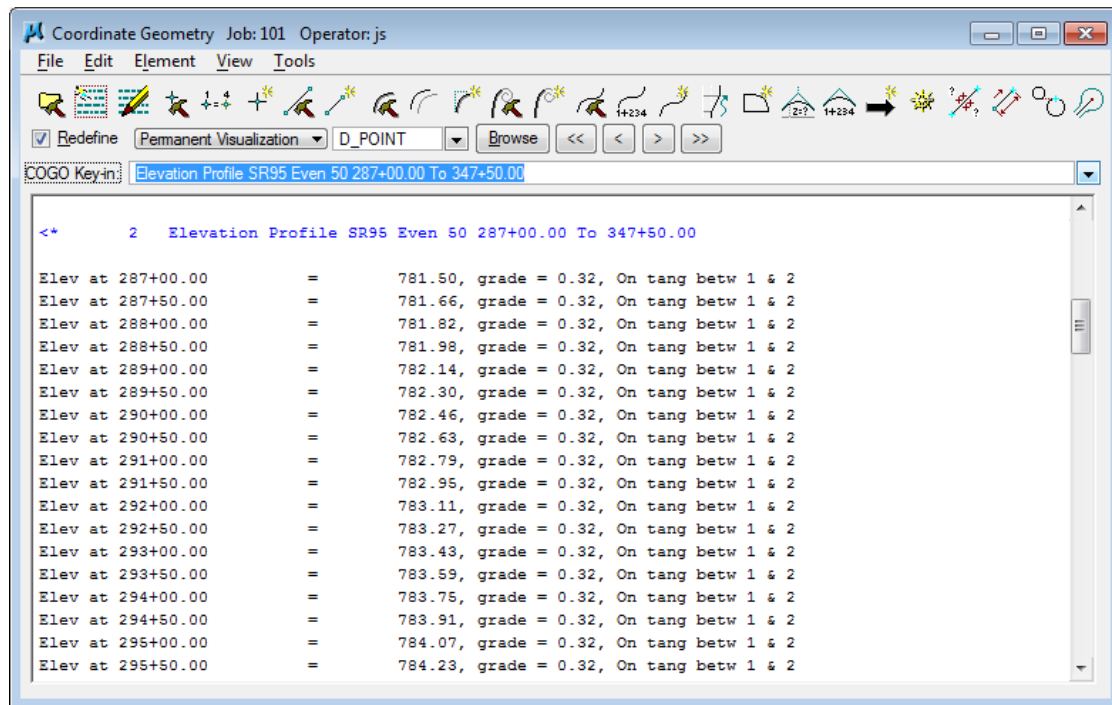 Coordinate Geometry Job: 101 Operator: js
File Edit Element View Tools
Redefine Permanent Visualization D_POINT Browse << < > >>
COGO Key-in: Elevation Profile SR95 Even 50 287+00.00 To 347+50.00
<* 2 Elevation Profile SR95 Even 50 287+00.00 To 347+50.00
Elev at 287+00.00 = 781.50, grade = 0.32, On tang betw 1 & 2
Elev at 287+50.00 = 781.66, grade = 0.32, On tang betw 1 & 2
Elev at 288+00.00 = 781.82, grade = 0.32, On tang betw 1 & 2
Elev at 288+50.00 = 781.98, grade = 0.32, On tang betw 1 & 2
Elev at 289+00.00 = 782.14, grade = 0.32, On tang betw 1 & 2
Elev at 289+50.00 = 782.30, grade = 0.32, On tang betw 1 & 2
Elev at 290+00.00 = 782.46, grade = 0.32, On tang betw 1 & 2
Elev at 290+50.00 = 782.63, grade = 0.32, On tang betw 1 & 2
Elev at 291+00.00 = 782.79, grade = 0.32, On tang betw 1 & 2
Elev at 291+50.00 = 782.95, grade = 0.32, On tang betw 1 & 2
Elev at 292+00.00 = 783.11, grade = 0.32, On tang betw 1 & 2
Elev at 292+50.00 = 783.27, grade = 0.32, On tang betw 1 & 2
Elev at 293+00.00 = 783.43, grade = 0.32, On tang betw 1 & 2
Elev at 293+50.00 = 783.59, grade = 0.32, On tang betw 1 & 2
Elev at 294+00.00 = 783.75, grade = 0.32, On tang betw 1 & 2
Elev at 294+50.00 = 783.91, grade = 0.32, On tang betw 1 & 2
Elev at 295+00.00 = 784.07, grade = 0.32, On tang betw 1 & 2
Elev at 295+50.00 = 784.23, grade = 0.32, On tang betw 1 & 2